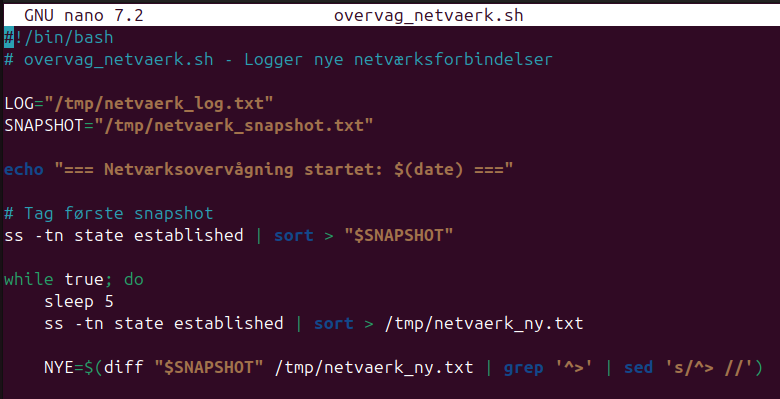 GNU nano 7.2 overvag_netvaerk.sh
#!/bin/bash
# overvag_netvaerk.sh - Logger nye netværksforbindelser
LOG="/tmp/netvaerk_log.txt"
SNAPSHOT="/tmp/netvaerk_snapshot.txt"
echo "=== Netværksovervågning startet: $(date) ==="
# Tag første snapshot
ss -tn state established | sort > "$SNAPSHOT"
while true; do
    sleep 5
    ss -tn state established | sort > /tmp/netvaerk_ny.txt
    NYE=$(diff "$SNAPSHOT" /tmp/netvaerk_ny.txt | grep '^>' | sed 's/^> //')